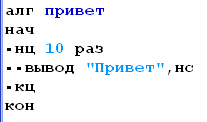 алг привет
нач
·нц 10 раз
··вывод "Привет",нс
·кц
кон